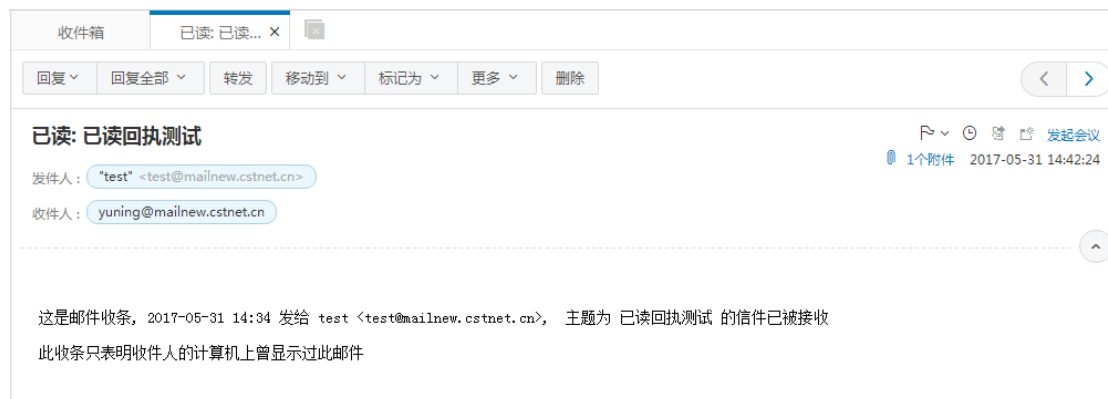 收件箱 已读: 已读... ×
回复 回复全部 转发 移动到 标记为 更多 删除
已读: 已读回执测试
发起会议
发件人： "test" <test@mailnew.cstnet.cn>
1个附件 2017-05-31 14:42:24
收件人： yuning@mailnew.cstnet.cn
这是邮件收条, 2017-05-31 14:34 发给 test <test@mailnew.cstnet.cn>, 主题为 已读回执测试 的信件已被接收
此收条只表明收件人的计算机上曾显示过此邮件